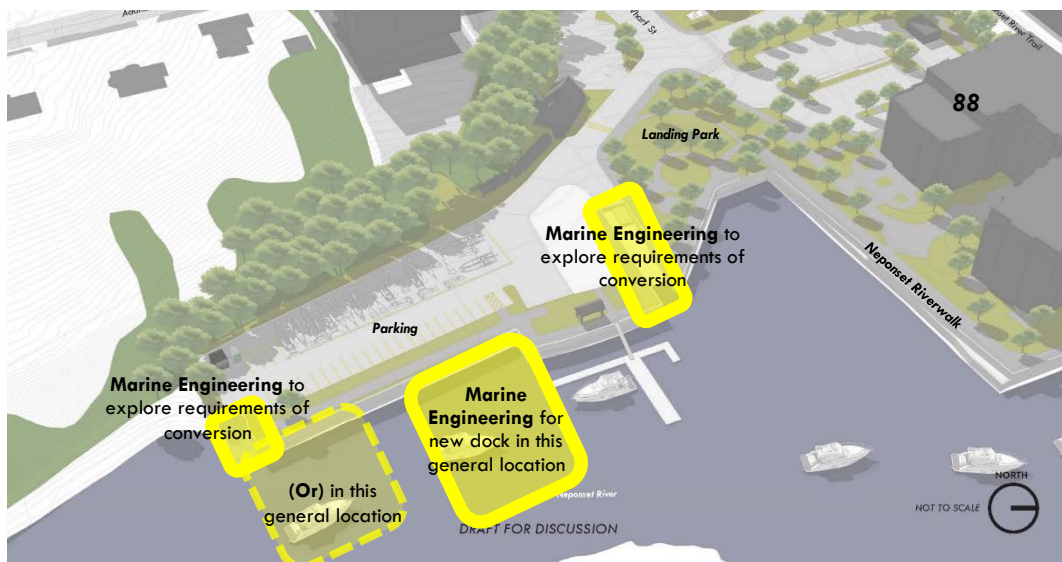 Wharf St
Neponset River Trail
88
Landing Park
Marine Engineering to
explore requirements of
conversion
Neponset Riverwalk
Parking
Marine Engineering to
explore requirements of
conversion
Marine
Engineering for
new dock in this
general location
(Or) in this
general location
Neponset River
DRAFT FOR DISCUSSION
NORTH
NOT TO SCALE